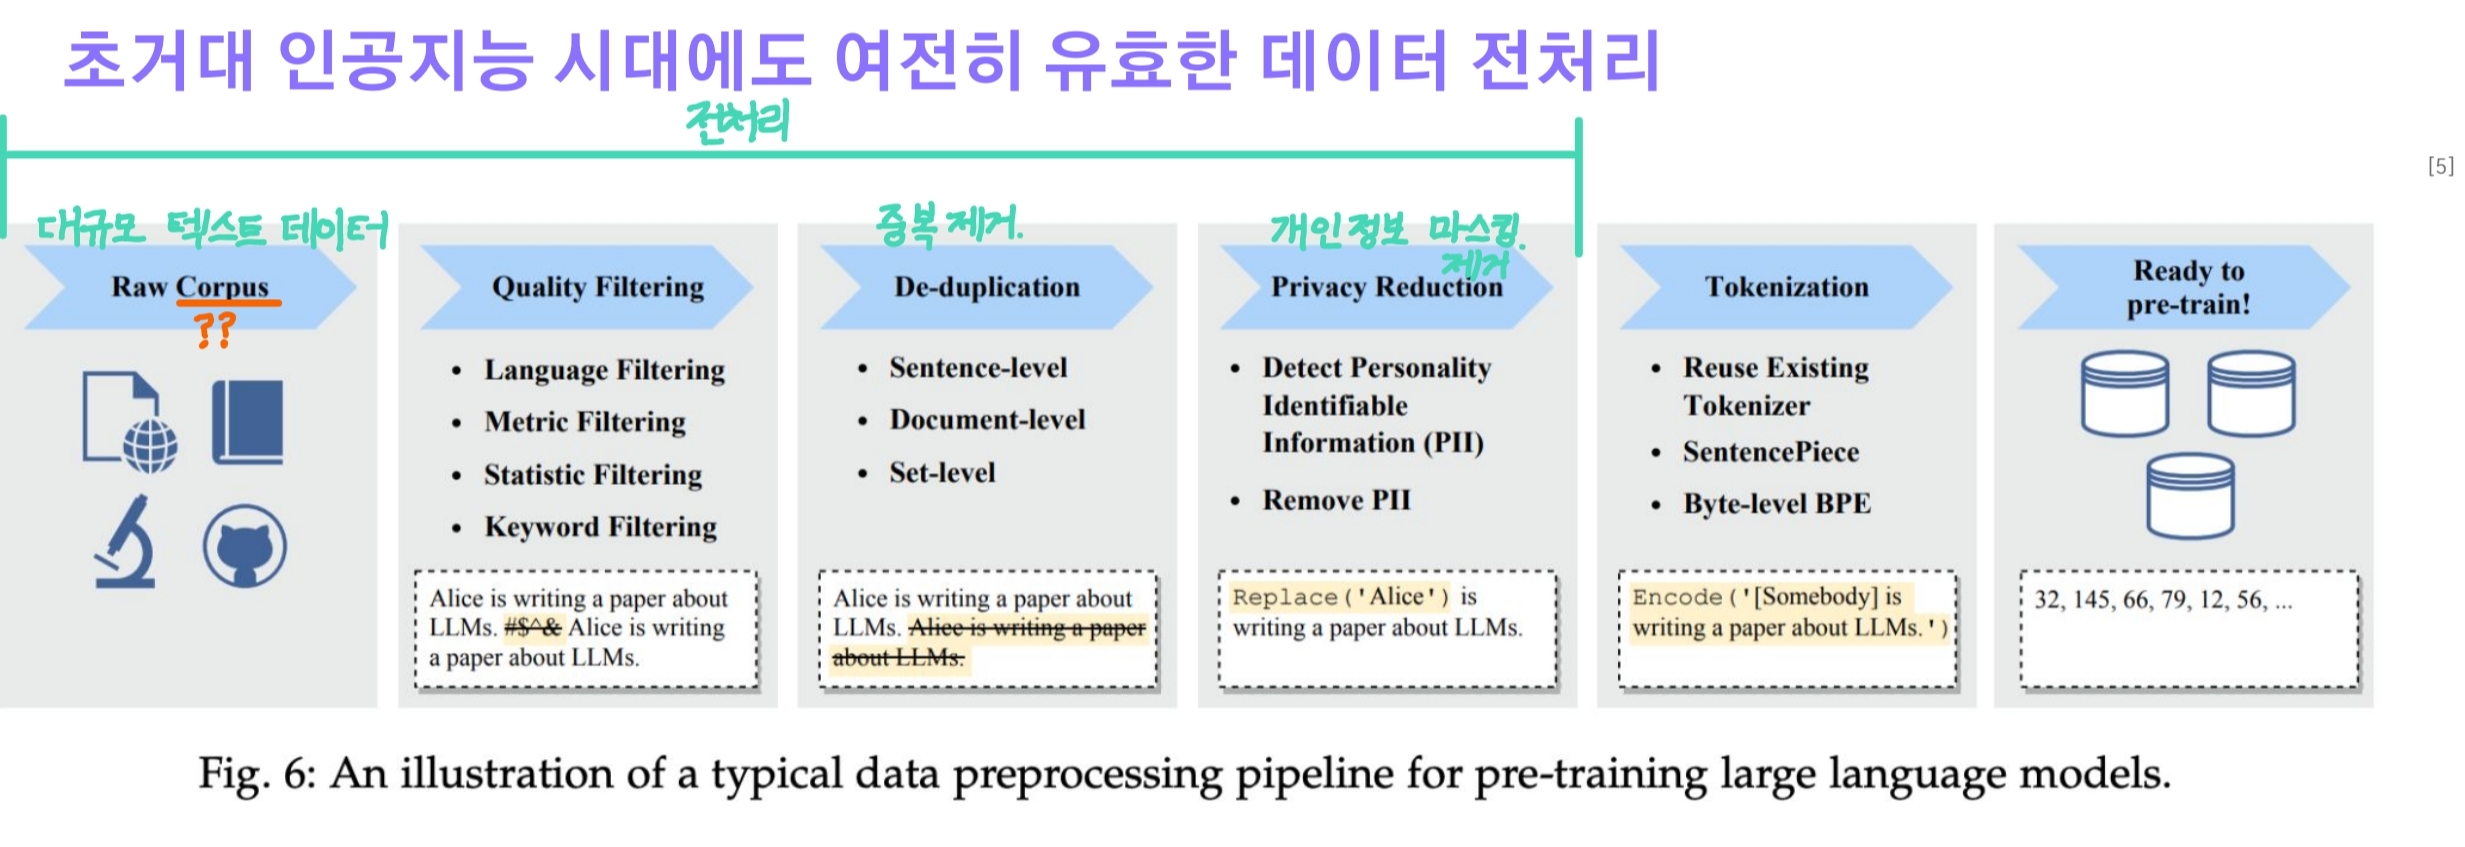 초거대 인공지능 시대에도 여전히 유효한 데이터 전처리
전처리
[5]
대규모 텍스트 데이터
Raw Corpus
??
Quality Filtering
• Language Filtering
• Metric Filtering
• Statistic Filtering
• Keyword Filtering
Alice is writing a paper about
LLMs. #$^& Alice is writing
a paper about LLMs.
중복 제거.
De-duplication
• Sentence-level
• Document-level
• Set-level
Alice is writing a paper about
LLMs. Alice is writing a paper
about LLMs.
개인정보 마스킹.
제거
Privacy Reduction
• Detect Personality
Identifiable
Information (PII)
• Remove PII
Replace('Alice') is
writing a paper about LLMs.
Tokenization
• Reuse Existing
Tokenizer
• SentencePiece
• Byte-level BPE
Encode('[Somebody] is
writing a paper about LLMs.')
Ready to
pre-train!
32, 145, 66, 79, 12, 56, ...
Fig. 6: An illustration of a typical data preprocessing pipeline for pre-training large language models.